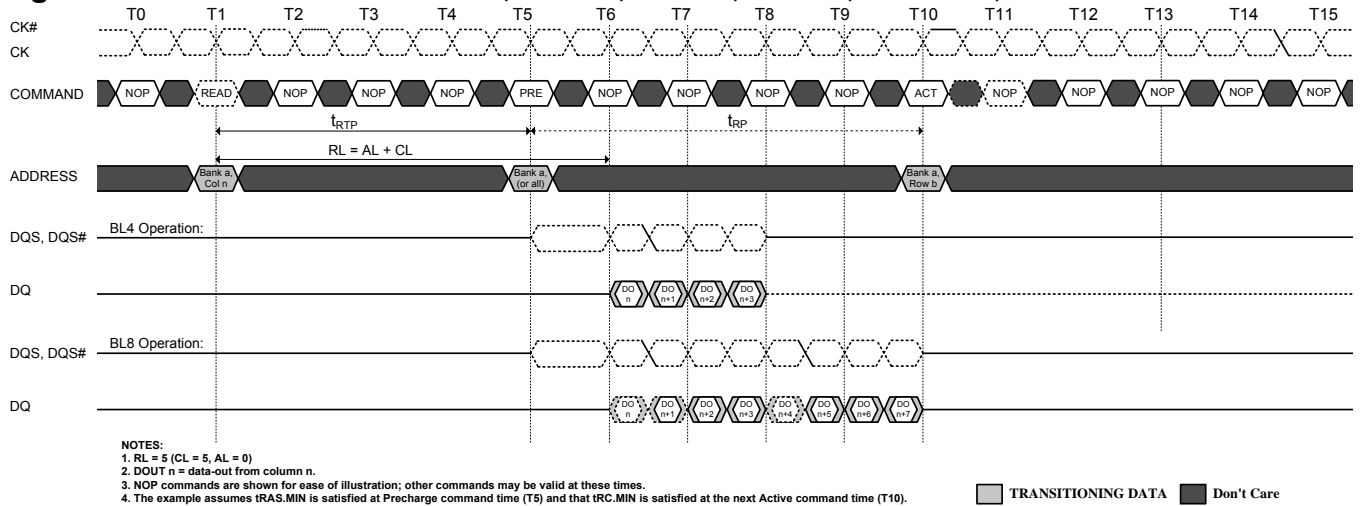 T0 T1 T2 T3 T4 T5 T6 T7 T8 T9 T10 T11 T12 T13 T14 T15
CK#
CK
COMMAND NOP READ NOP NOP NOP PRE NOP NOP NOP NOP ACT NOP NOP NOP NOP NOP
tRTP tRP
RL = AL + CL
ADDRESS Bank a, Col n Bank a, (or all) Bank a, Row b
BL4 Operation:
DQS, DQS#
DQ DO n DO n+1 DO n+2 DO n+3
BL8 Operation:
DQS, DQS#
DQ DO n DO n+1 DO n+2 DO n+3 DO n+4 DO n+5 DO n+6 DO n+7
NOTES:
1. RL = 5 (CL = 5, AL = 0)
2. DOUT n = data-out from column n.
3. NOP commands are shown for ease of illustration; other commands may be valid at these times.
4. The example assumes tRAS.MIN is satisfied at Precharge command time (T5) and that tRC.MIN is satisfied at the next Active command time (T10).
TRANSITIONING DATA Don't Care